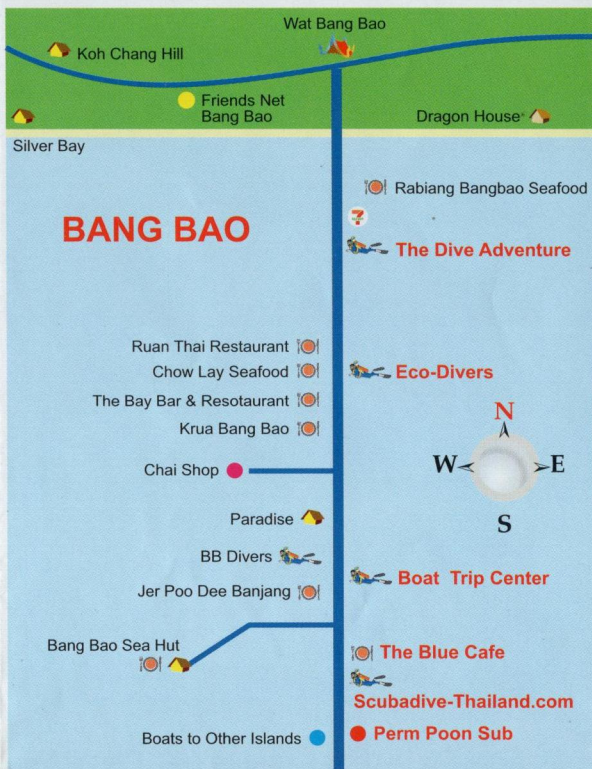 Wat Bang Bao
Koh Chang Hill
Friends Net
Bang Bao
Dragon House
Silver Bay
Rabiang Bangbao Seafood
7
BANG BAO
The Dive Adventure
Ruan Thai Restaurant
Chow Lay Seafood
Eco-Divers
The Bay Bar & Resotaurant
Krua Bang Bao
N
W E
S
Chai Shop
Paradise
BB Divers
Boat Trip Center
Jer Poo Dee Banjang
Bang Bao Sea Hut
The Blue Cafe
Scubadive-Thailand.com
Boats to Other Islands
Perm Poon Sub